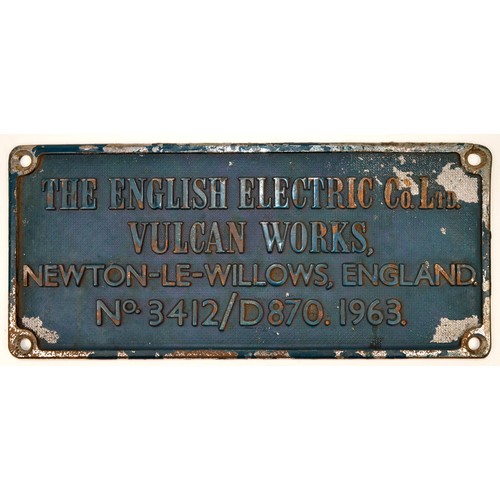 THE ENGLISH ELECTRIC Co. LTD.
VULCAN WORKS,
NEWTON-LE-WILLOWS, ENGLAND.
No. 3412/D870. 1963.